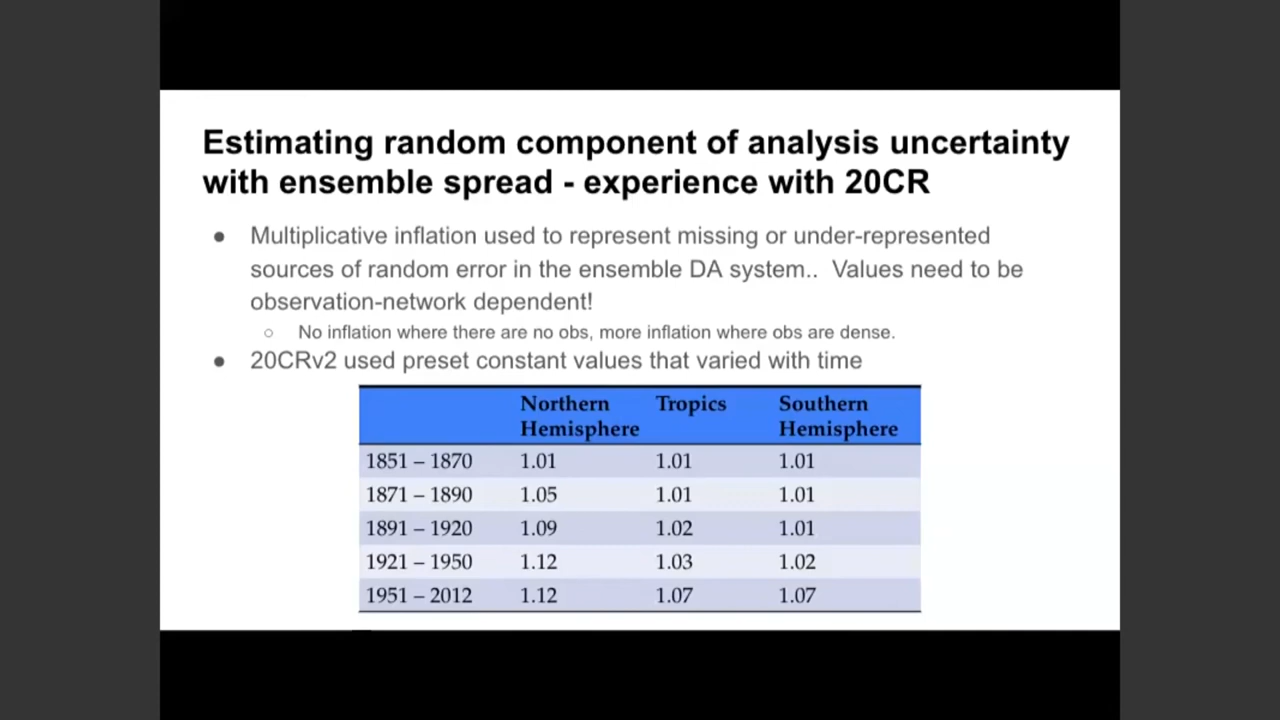 Estimating random component of analysis uncertainty
with ensemble spread - experience with 20CR
● Multiplicative inflation used to represent missing or under-represented
sources of random error in the ensemble DA system.. Values need to be
observation-network dependent!
○ No inflation where there are no obs, more inflation where obs are dense.
● 20CRv2 used preset constant values that varied with time
Northern Hemisphere Tropics Southern Hemisphere
1851 – 1870 1.01 1.01 1.01
1871 – 1890 1.05 1.01 1.01
1891 – 1920 1.09 1.02 1.01
1921 – 1950 1.12 1.03 1.02
1951 – 2012 1.12 1.07 1.07